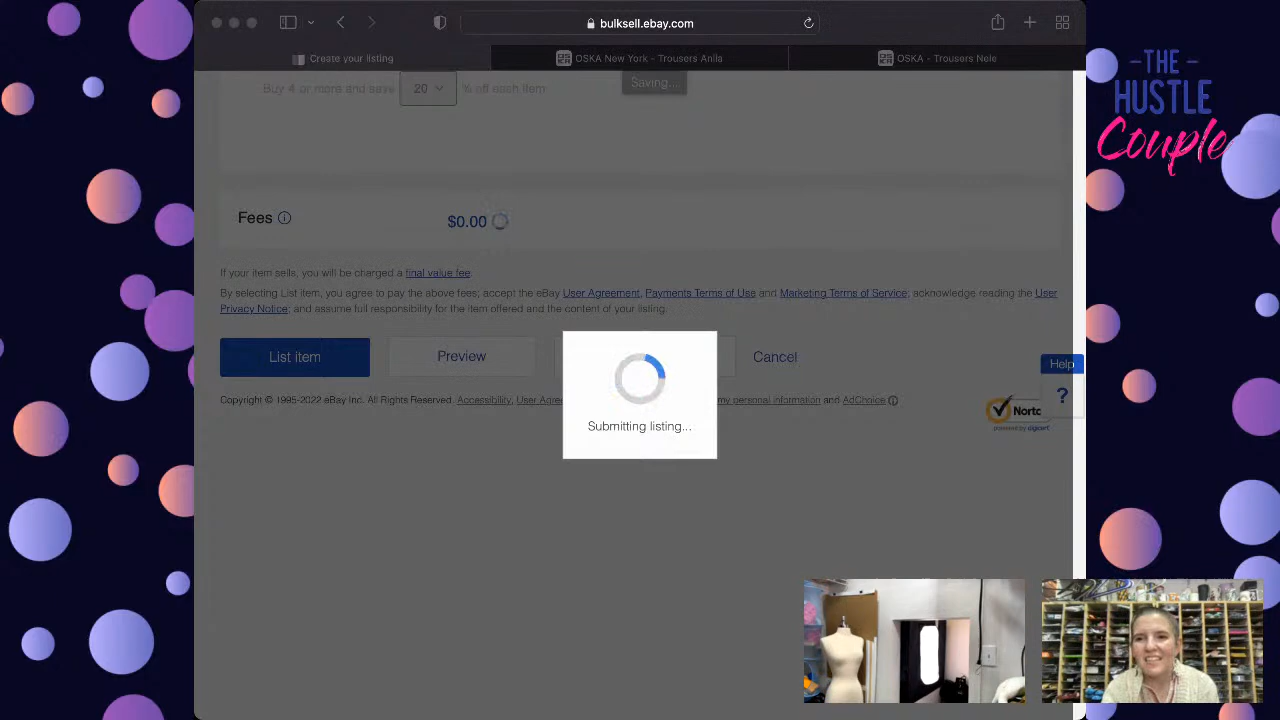 bulksell.ebay.com
Create your listing
OSKA New York - Trousers Anlla
OSKA - Trousers Nele
-THE-
HUSTLE
Couple
Buy 4 or more and save 20 % off each item
Saving...
Fees
$0.00
If your item sells, you will be charged a final value fee.
By selecting List item, you agree to pay the above fees; accept the eBay User Agreement, Payments Terms of Use and Marketing Terms of Service; acknowledge reading the User
Privacy Notice; and assume full responsibility for the item offered and the content of your listing.
List item
Preview
Cancel
Submitting listing...
Help
?
Copyright © 1995-2022 eBay Inc. All Rights Reserved. Accessibility, User Agree
my personal information and AdChoice
Norto
powered by digicert